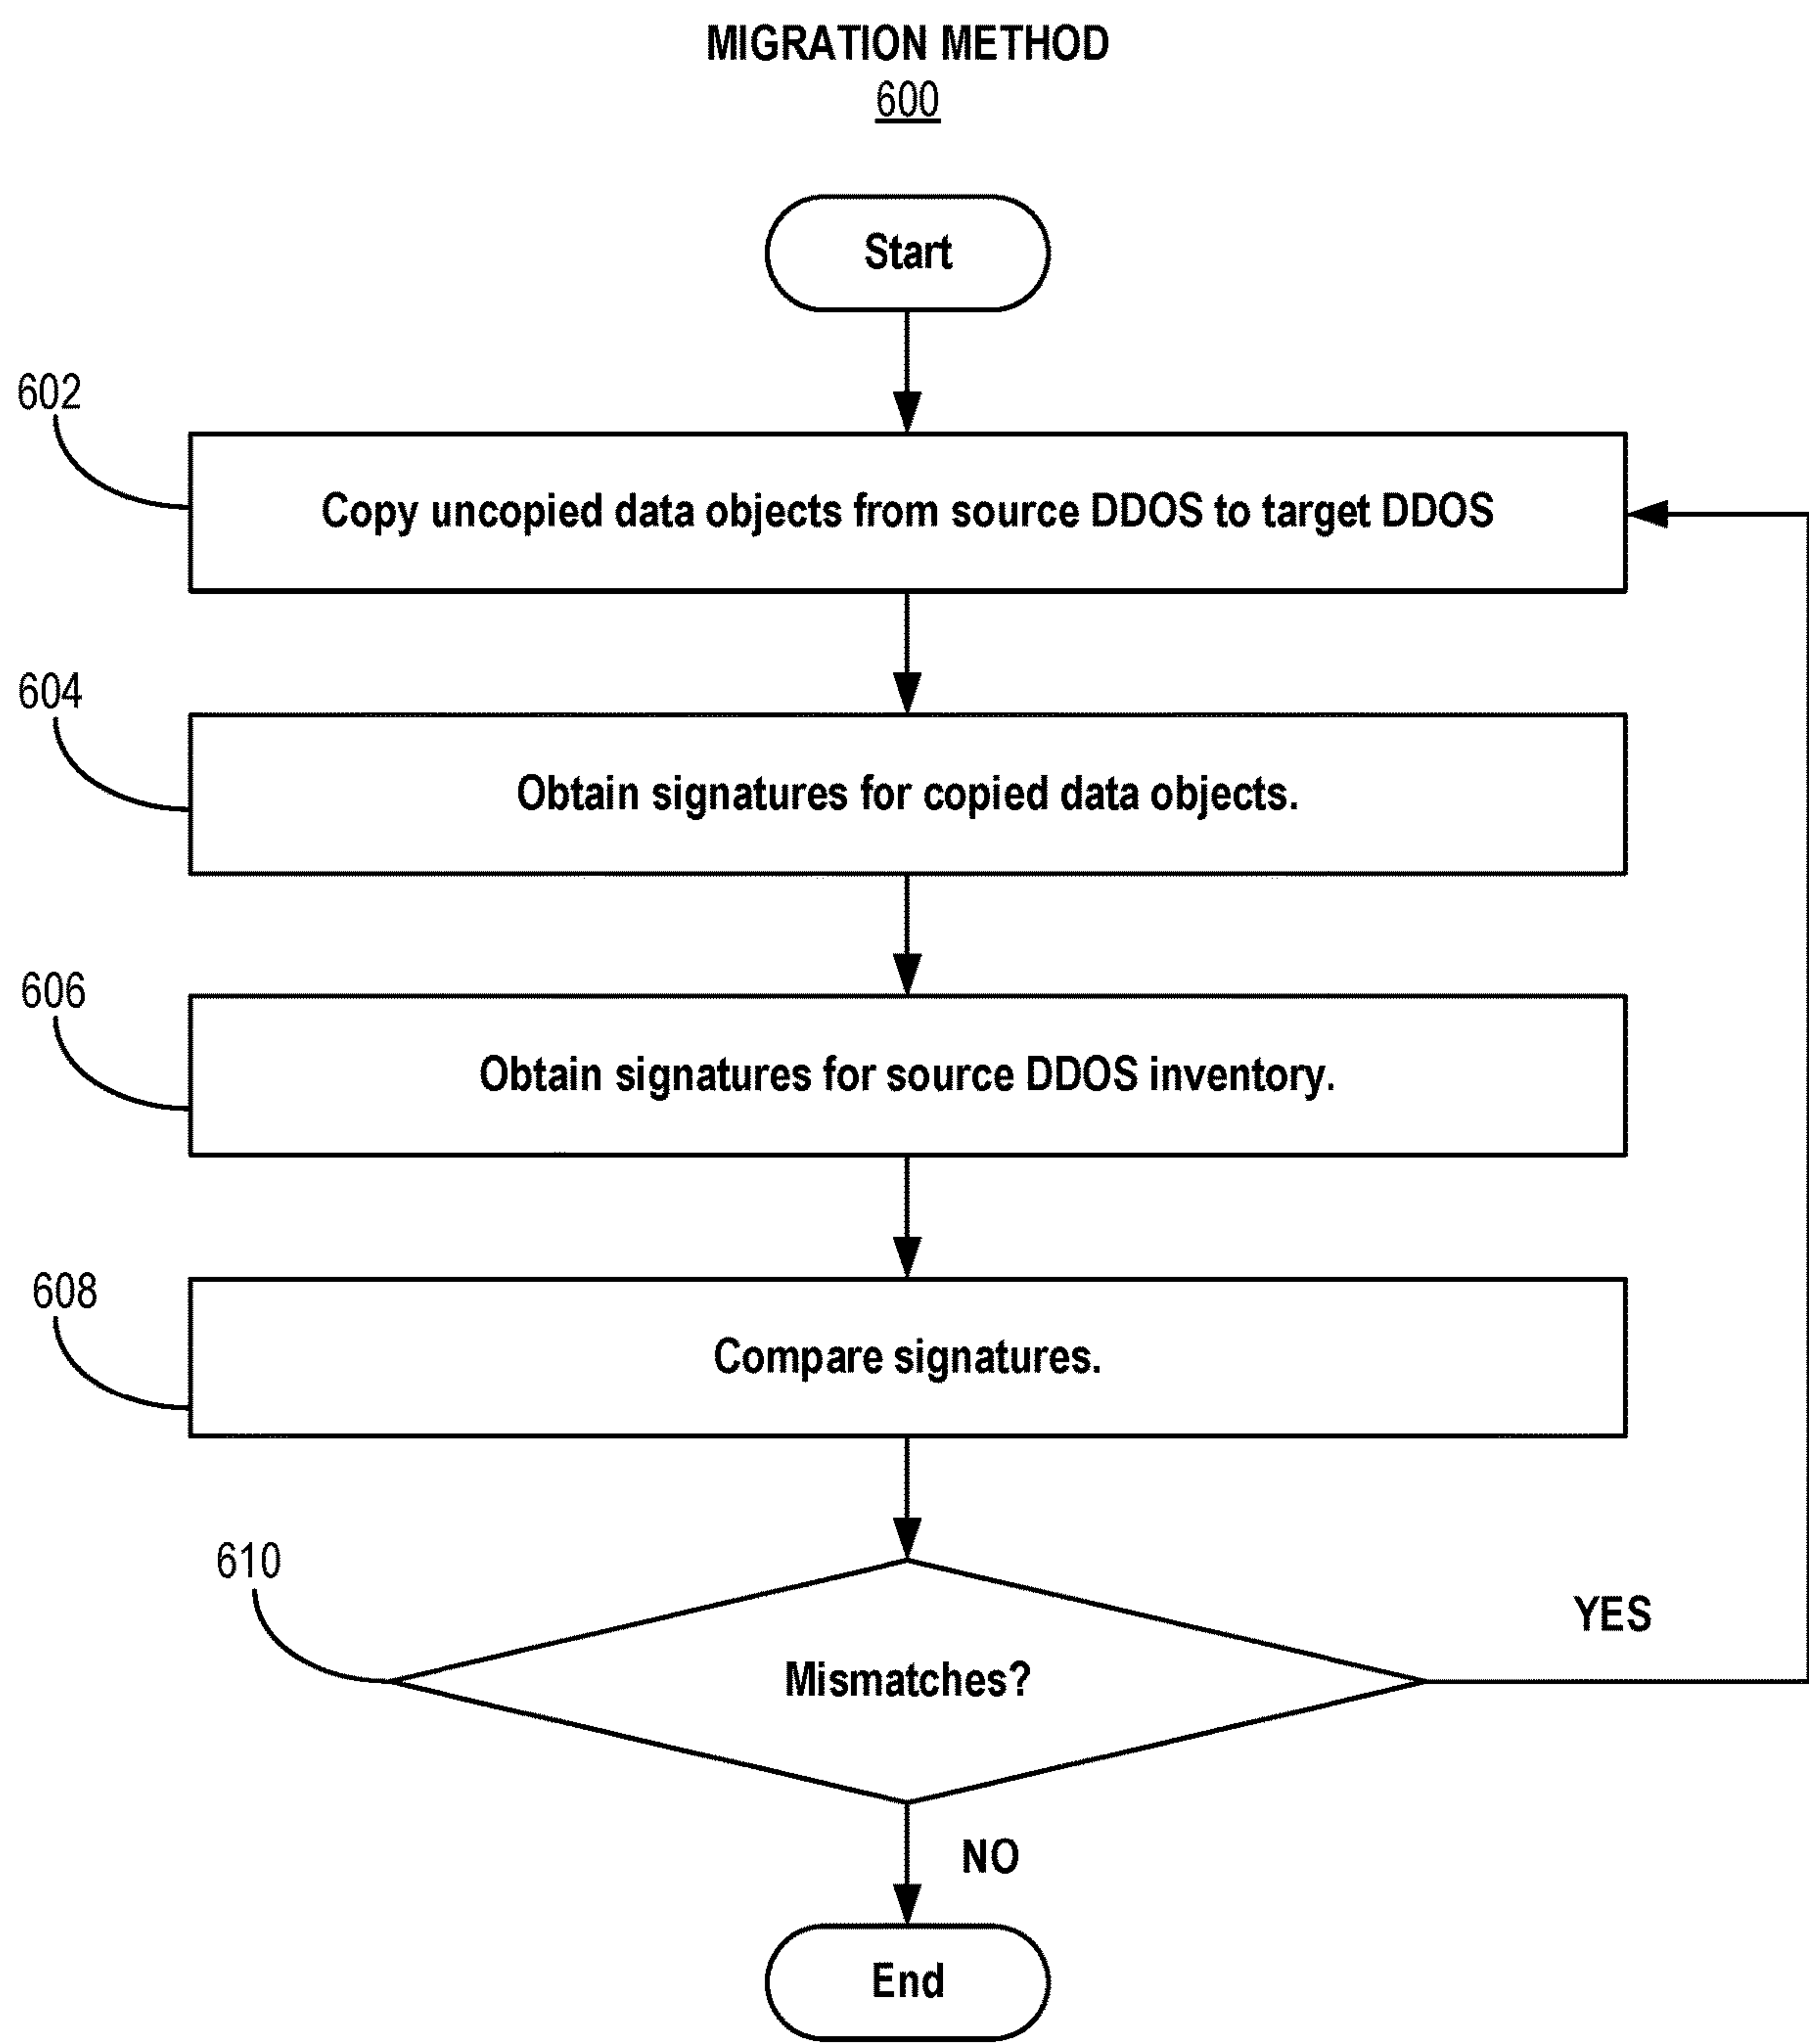 MIGRATION METHOD
600
Start
602
Copy uncopied data objects from source DDOS to target DDOS
604
Obtain signatures for copied data objects.
606
Obtain signatures for source DDOS inventory.
608
Compare signatures.
610
YES
Mismatches?
NO
End